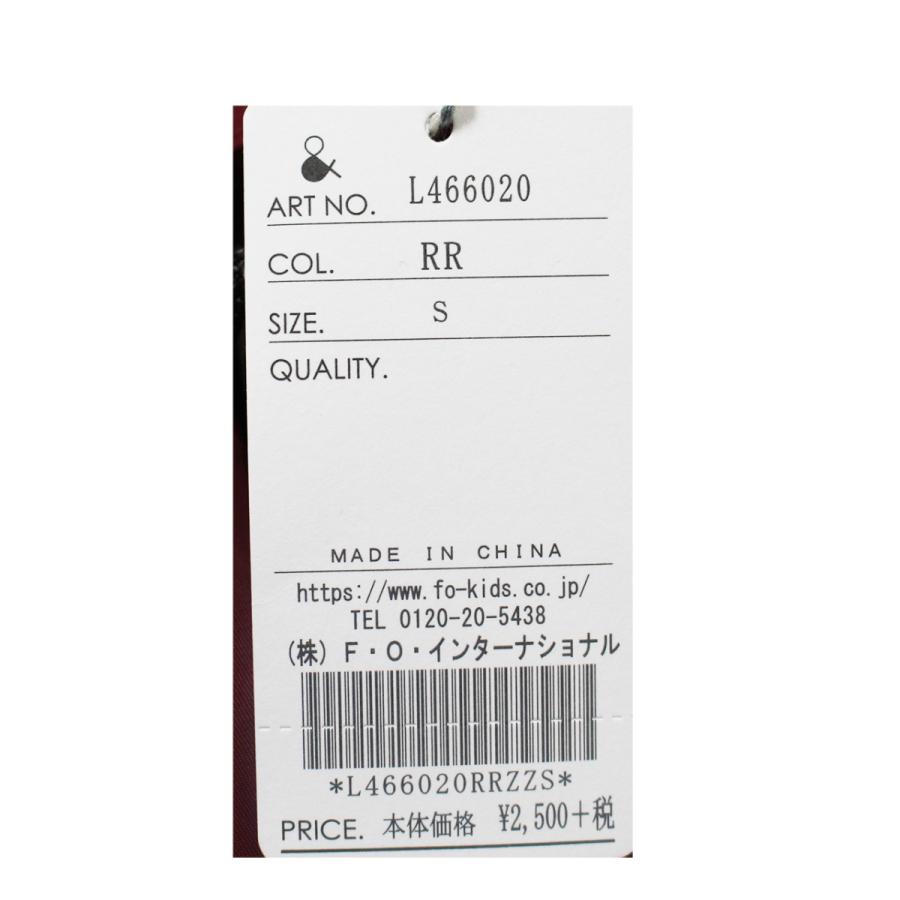 &
ART NO. L466020
COL. RR
SIZE. S
QUALITY.
MADE IN CHINA
https://www.fo-kids.co.jp/
TEL 0120-20-5438
(株) F・O・インターナショナル
*L466020RRZZS*
PRICE. 本体価格 ¥2,500+税